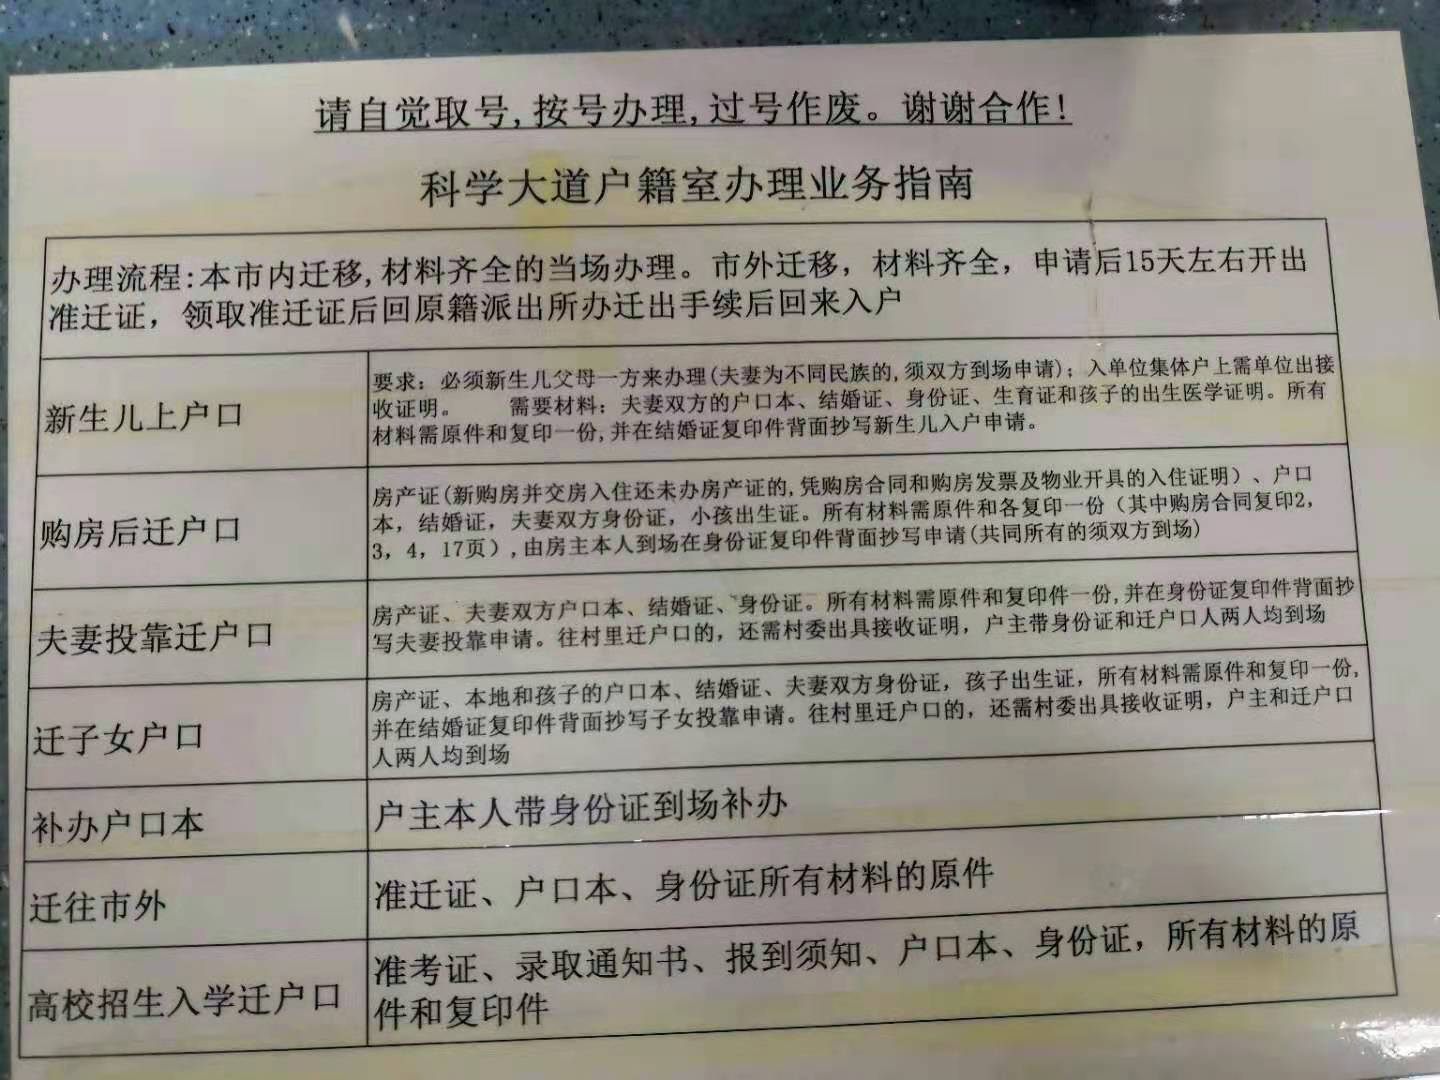 请自觉取号,按号办理,过号作废。谢谢合作!
科学大道户籍室办理业务指南
办理流程:本市内迁移,材料齐全的当场办理。市外迁移，材料齐全，申请后15天左右开出
准迁证，领取准迁证后回原籍派出所办迁出手续后回来入户
新生儿上户口
要求：必须新生儿父母一方来办理(夫妻为不同民族的,须双方到场申请)；入单位集体户上需单位出接
收证明。 需要材料：夫妻双方的户口本、结婚证、身份证、生育证和孩子的出生医学证明。所有
材料需原件和复印一份,并在结婚证复印件背面抄写新生儿入户申请。
购房后迁户口
房产证(新购房并交房入住还未办房产证的,凭购房合同和购房发票及物业开具的入住证明）、户口
本，结婚证，夫妻双方身份证，小孩出生证。所有材料需原件和各复印一份（其中购房合同复印2，
3，4，17页）,由房主本人到场在身份证复印件背面抄写申请(共同所有的须双方到场)
夫妻投靠迁户口
房产证、夫妻双方户口本、结婚证、身份证。所有材料需原件和复印件一份,并在身份证复印件背面抄
写夫妻投靠申请。往村里迁户口的，还需村委出具接收证明，户主带身份证和迁户口人两人均到场
迁子女户口
房产证、本地和孩子的户口本、结婚证、夫妻双方身份证，孩子出生证，所有材料需原件和复印一份,
并在结婚证复印件背面抄写子女投靠申请。往村里迁户口的，还需村委出具接收证明，户主和迁户口
人两人均到场
补办户口本
户主本人带身份证到场补办
迁往市外
准迁证、户口本、身份证所有材料的原件
高校招生入学迁户口
准考证、录取通知书、报到须知、户口本、身份证，所有材料的原
件和复印件